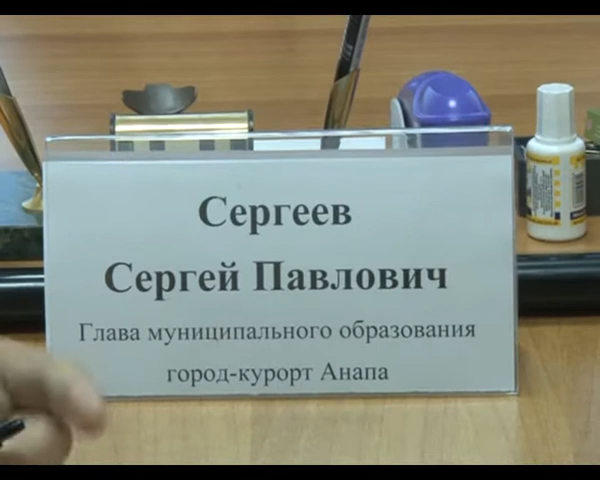 Сергеев
Сергей Павлович
Глава муниципального образования
город-курорт Анапа